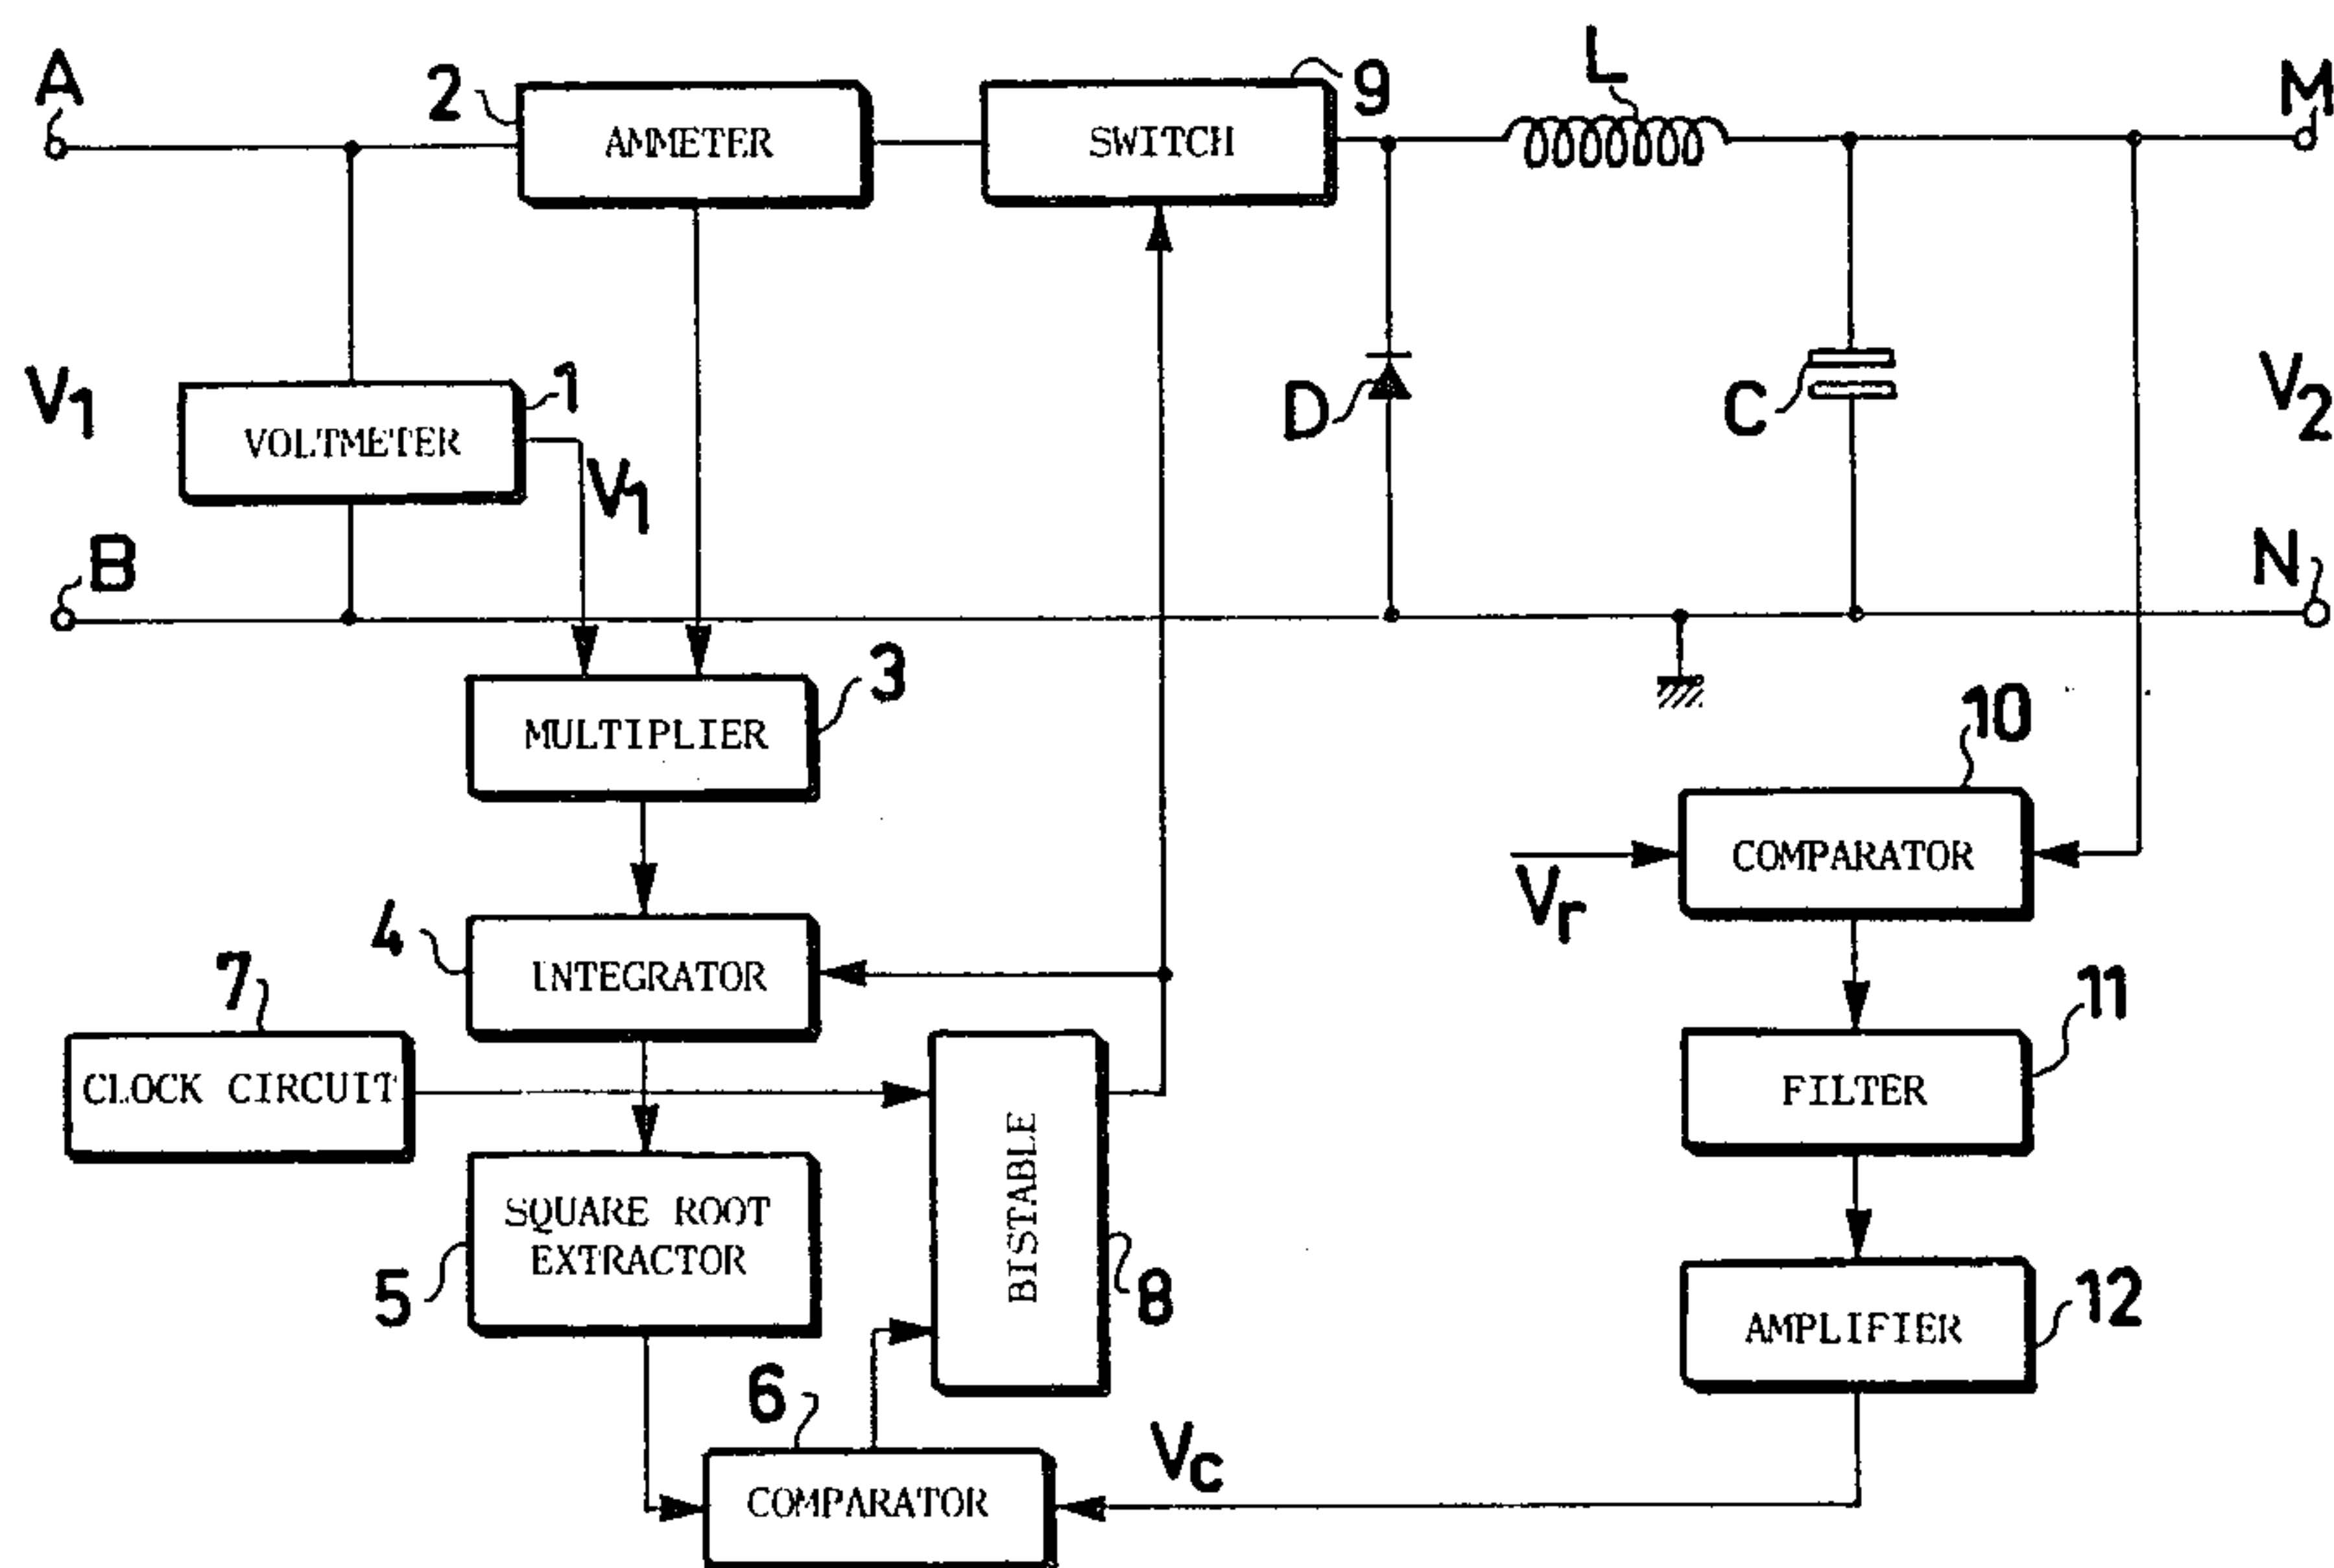 A
2
AMMETER
SWITCH
9
L
M
V1
VOLTMETER
1
V1
D
C
V2
B
N
MULTIPLIER
3
10
COMPARATOR
Vr
4
INTEGRATOR
7
CLOCK CIRCUIT
11
FILTER
SQUARE ROOT
EXTRACTOR
5
BISTABLE
8
12
AMPLIFIER
6
COMPARATOR
Vc